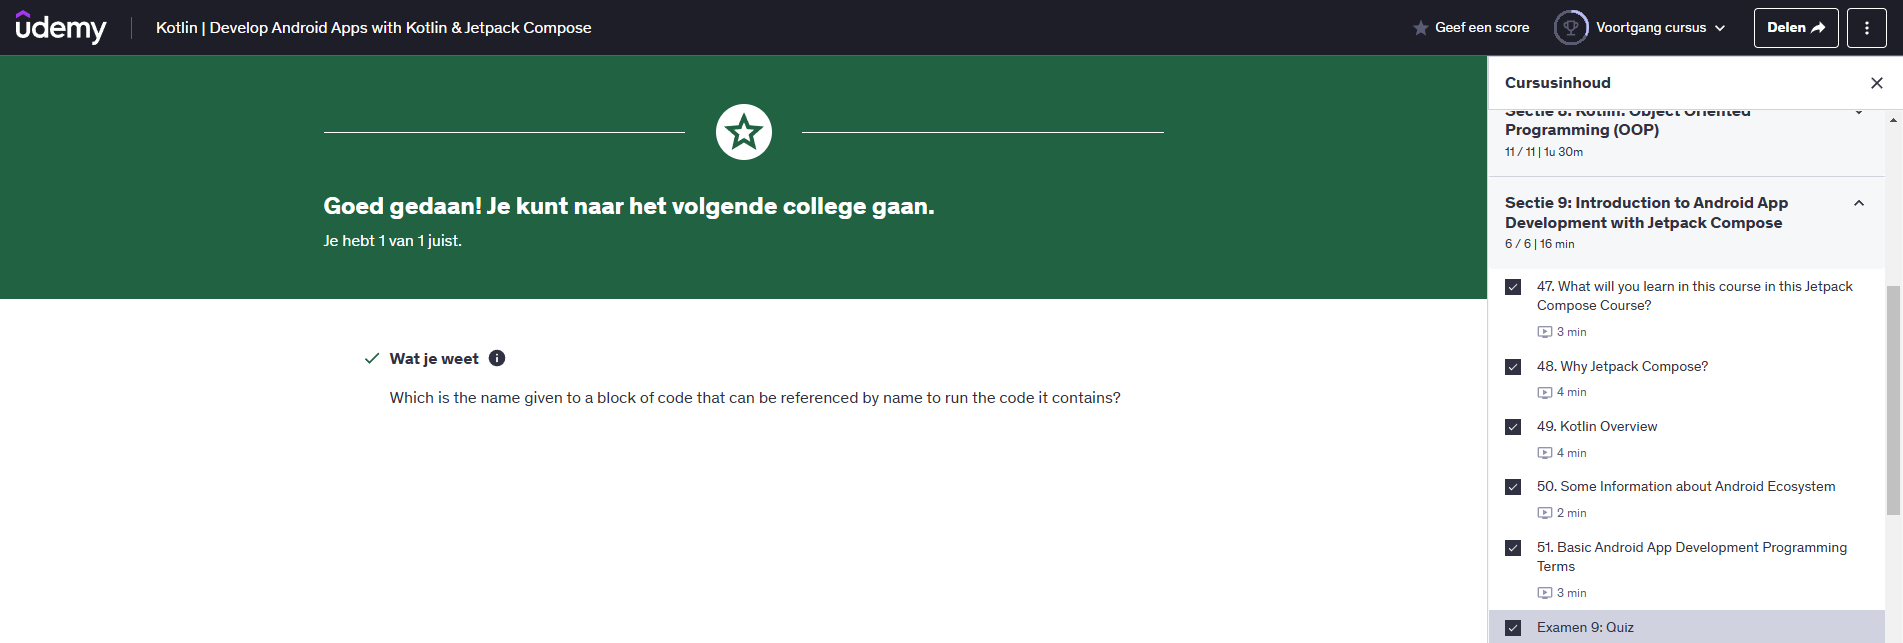 udemy
Kotlin | Develop Android Apps with Kotlin & Jetpack Compose
Geef een score
Voortgang cursus
Delen
Goed gedaan! Je kunt naar het volgende college gaan.
Je hebt 1 van 1 juist.
Wat je weet
Which is the name given to a block of code that can be referenced by name to run the code it contains?
Cursusinhoud
Sectie 8: Kotlin: Object Oriented
Programming (OOP)
11 / 11 | 1u 30m
Sectie 9: Introduction to Android App
Development with Jetpack Compose
6 / 6 | 16 min
47. What will you learn in this course in this Jetpack
Compose Course?
3 min
48. Why Jetpack Compose?
4 min
49. Kotlin Overview
4 min
50. Some Information about Android Ecosystem
2 min
51. Basic Android App Development Programming
Terms
3 min
Examen 9: Quiz